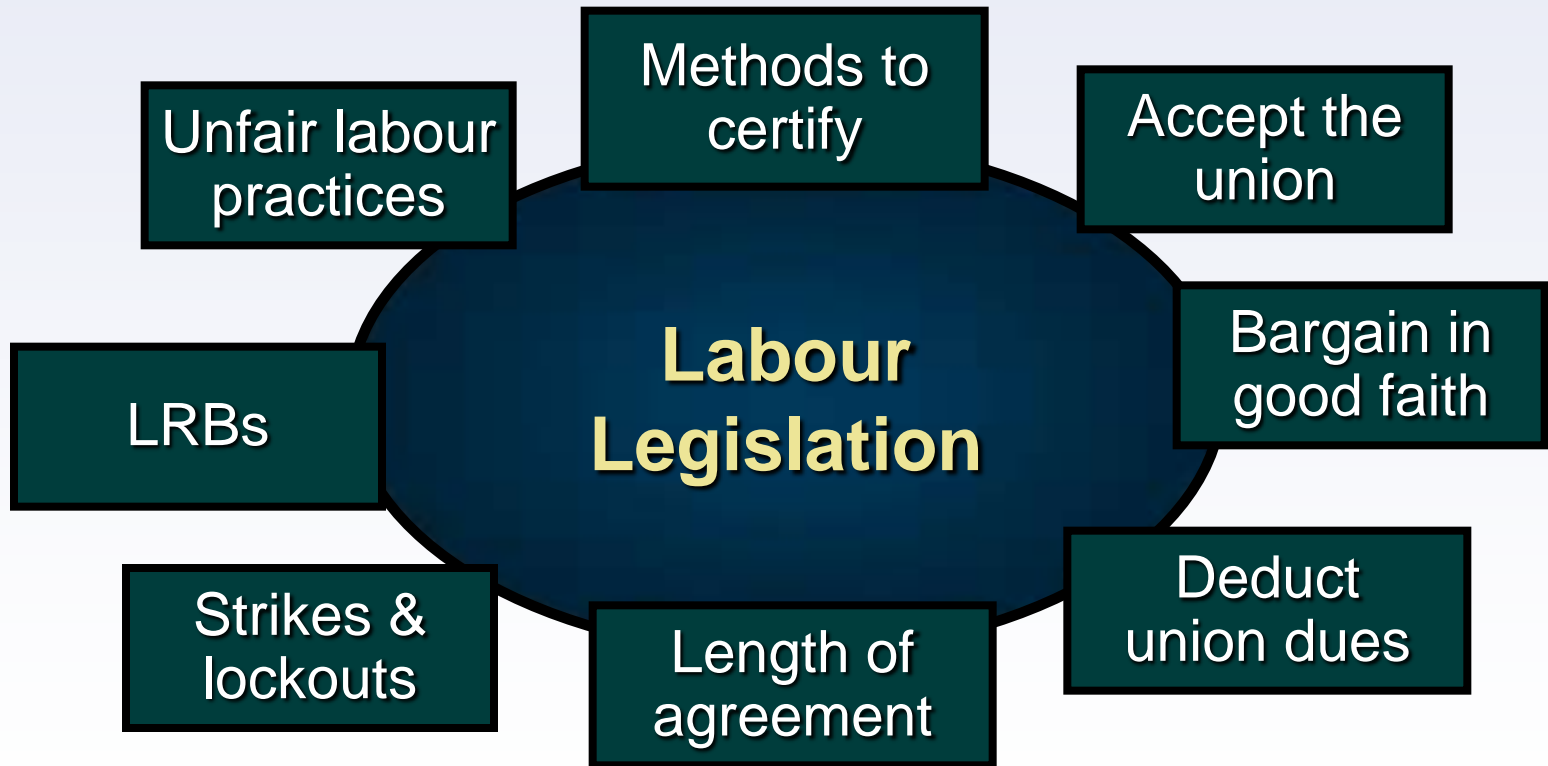 Methods to
certify
Unfair labour
practices
Accept the
union
Labour
Legislation
Bargain in
good faith
LRBs
Deduct
union dues
Strikes &
lockouts
Length of
agreement